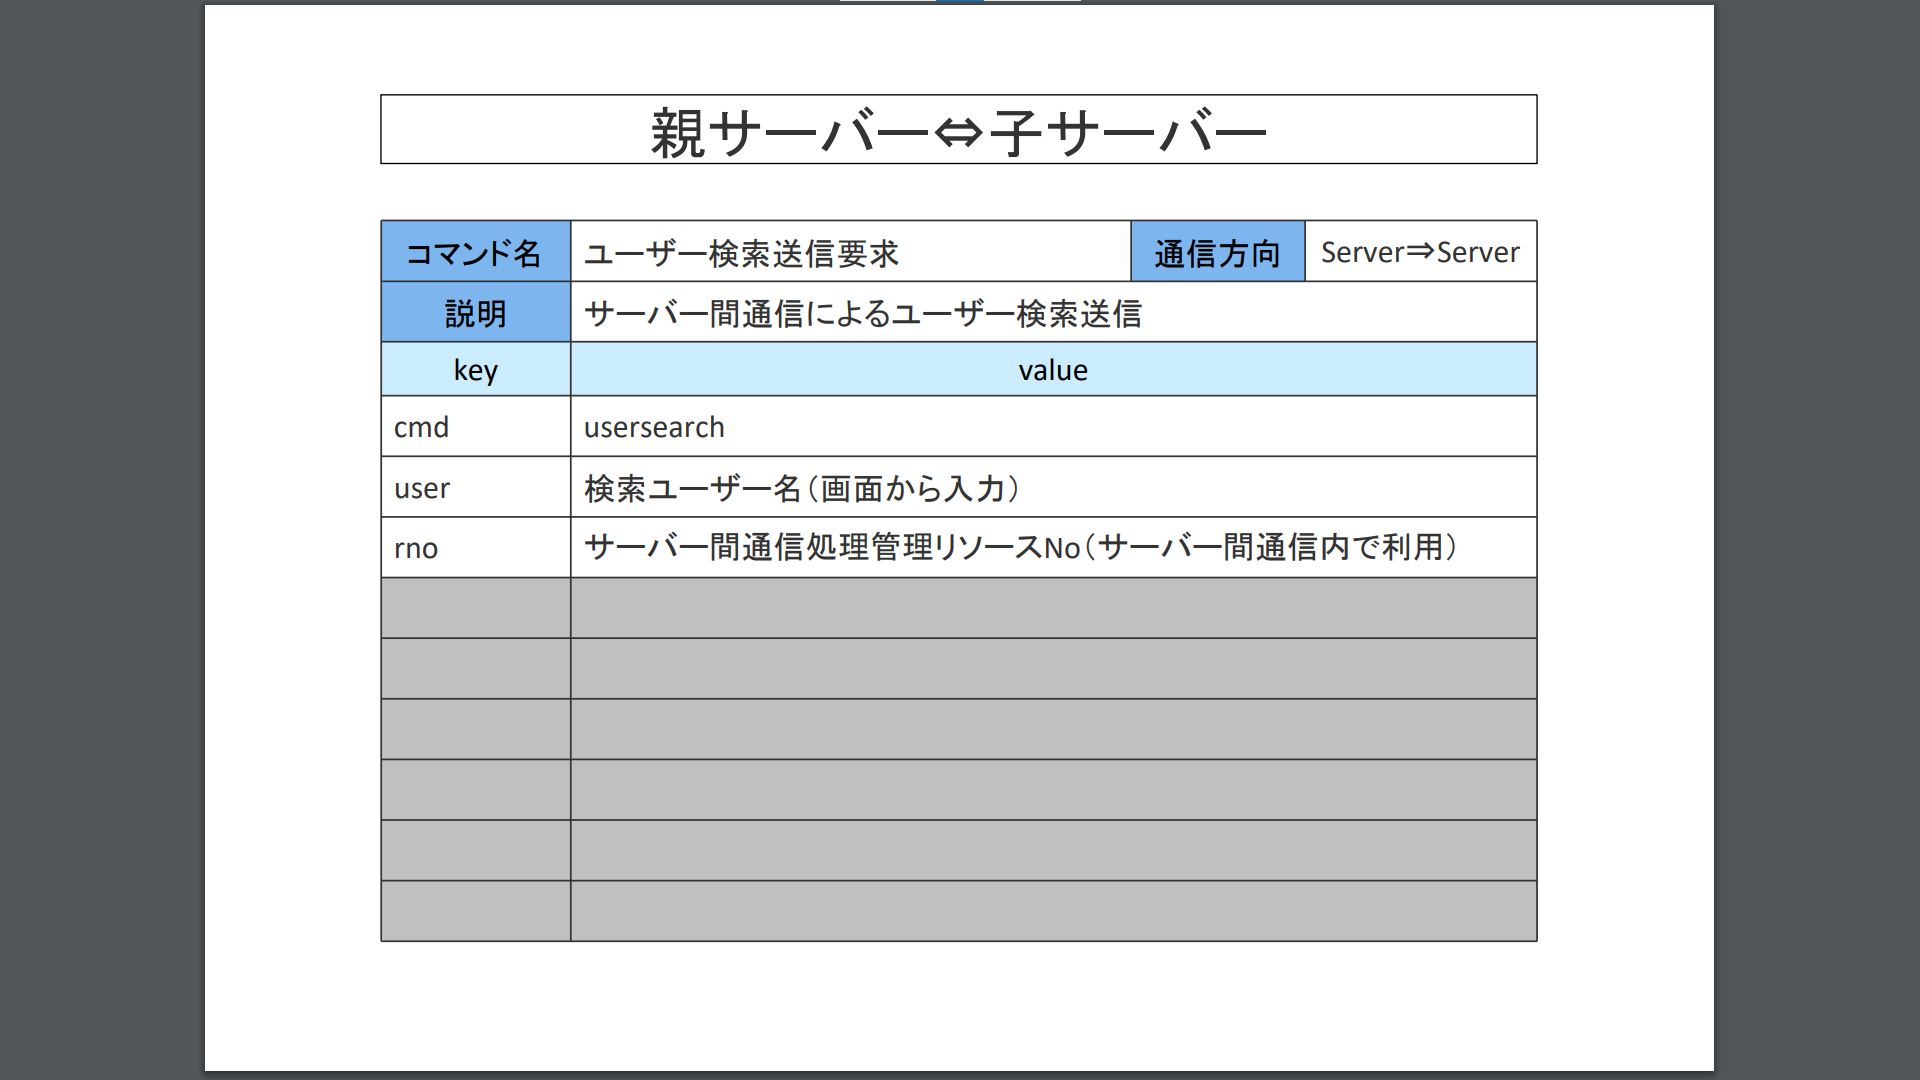 親サーバー⇔子サーバー
コマンド名 ユーザー検索送信要求 通信方向 Server⇒Server
説明 サーバー間通信によるユーザー検索送信
key value
cmd usersearch
user 検索ユーザー名（画面から入力）
rno サーバー間通信処理管理リソースNo（サーバー間通信内で利用）